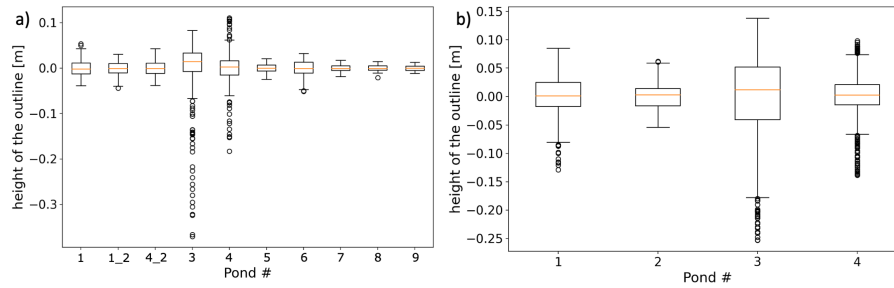 a)
height of the outline [m]
0.1
0.0
−0.1
−0.2
−0.3
1 1_2 4_2 3 4 5 6 7 8 9
Pond #
b)
height of the outline [m]
0.15
0.10
0.05
0.00
−0.05
−0.10
−0.15
−0.20
−0.25
1 2 3 4
Pond #